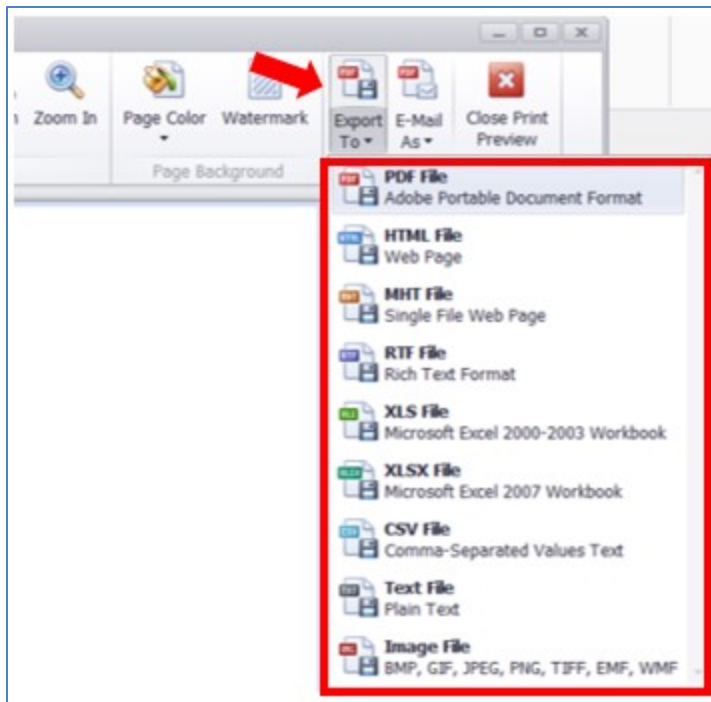 Zoom In
Page Color
Watermark
Export
To
E-Mail
As
Close Print
Preview
Page Background
PDF File
Adobe Portable Document Format
HTML File
Web Page
MHT File
Single File Web Page
RTF File
Rich Text Format
XLS File
Microsoft Excel 2000-2003 Workbook
XLSX File
Microsoft Excel 2007 Workbook
CSV File
Comma-Separated Values Text
Text File
Plain Text
Image File
BMP, GIF, JPEG, PNG, TIFF, EMF, WMF